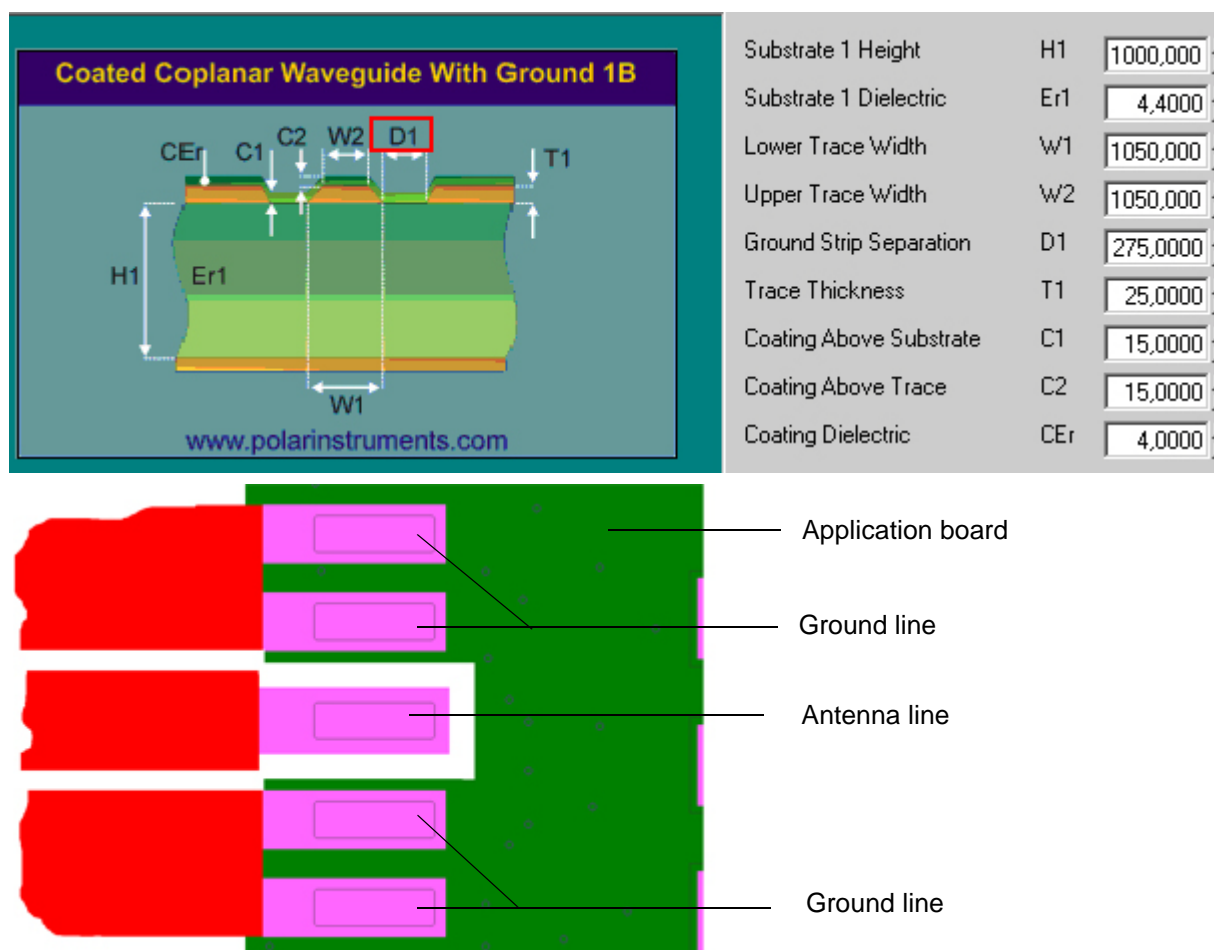 Coated Coplanar Waveguide With Ground 1B
CEr C1 C2 W2 D1 T1
H1 Er1
W1
www.polarinstruments.com
Substrate 1 Height H1 1000,000
Substrate 1 Dielectric Er1 4,4000
Lower Trace Width W1 1050,000
Upper Trace Width W2 1050,000
Ground Strip Separation D1 275,0000
Trace Thickness T1 25,0000
Coating Above Substrate C1 15,0000
Coating Above Trace C2 15,0000
Coating Dielectric CEr 4,0000
Application board
Ground line
Antenna line
Ground line